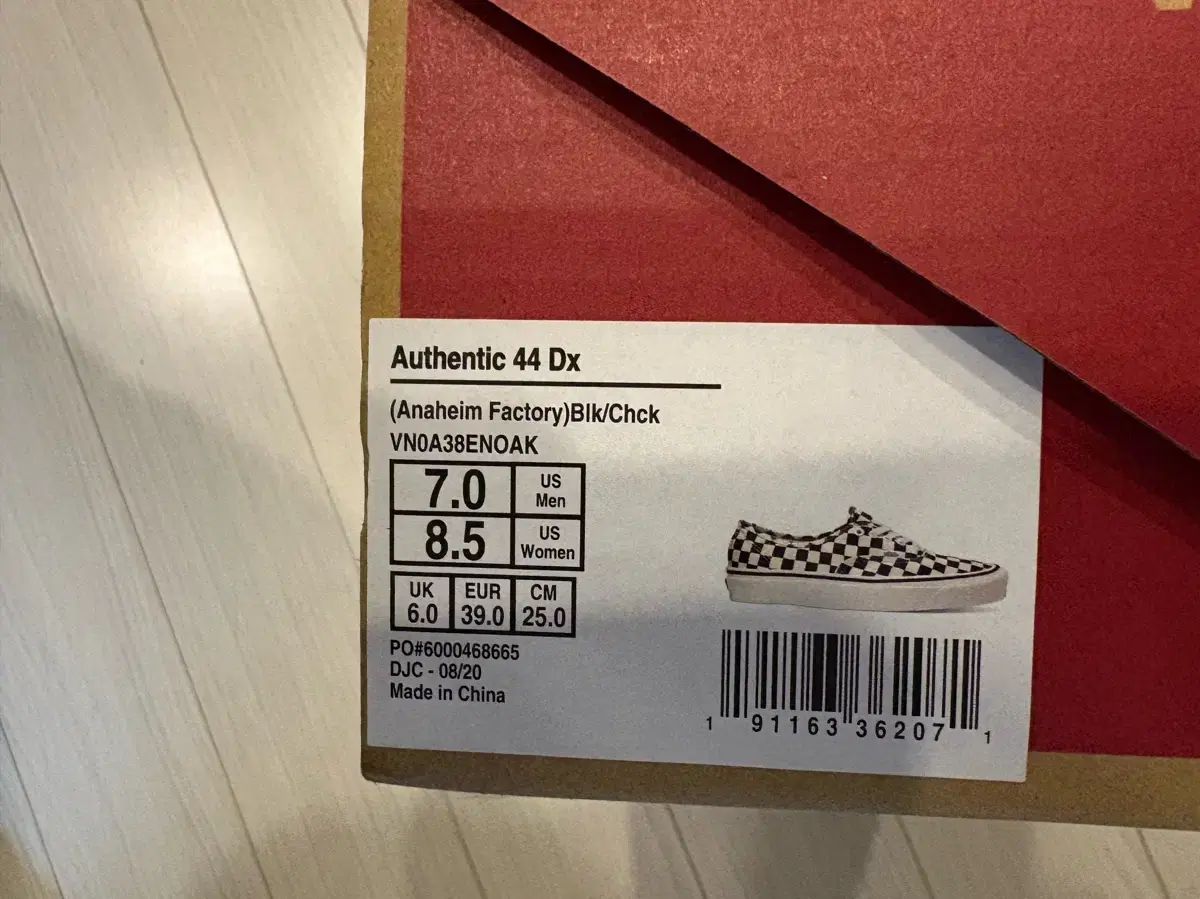 Authentic 44 Dx
(Anaheim Factory)Blk/Chck
VN0A38ENOAK
7.0 US Men
8.5 US Women
UK EUR CM
6.0 39.0 25.0
PO#6000468665
DJC - 08/20
Made in China
1 91163 36207 1